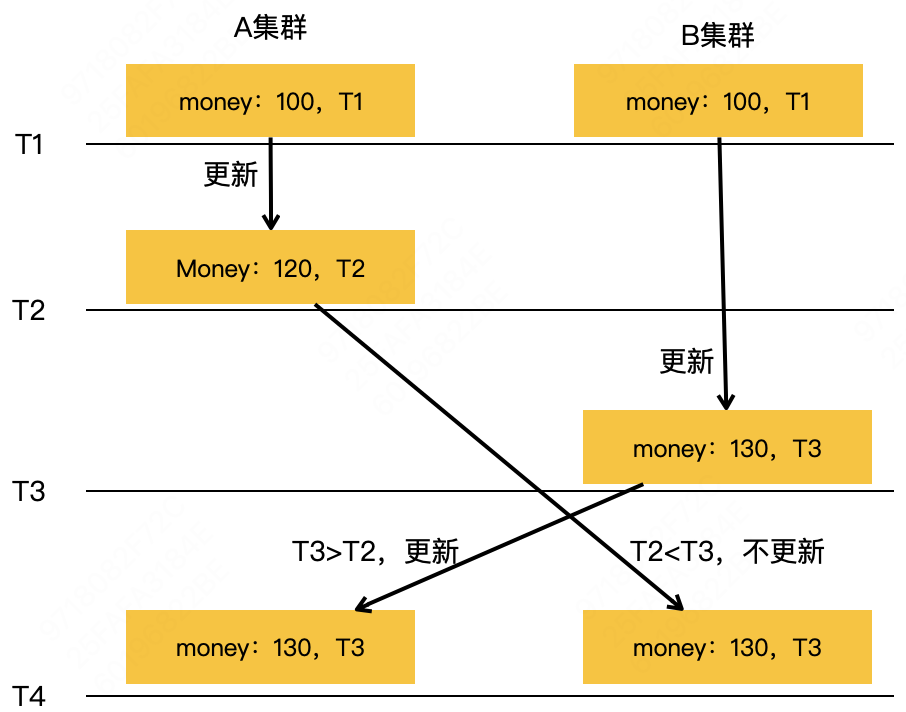 A集群
B集群
money：100，T1
money：100，T1
T1
更新
Money：120，T2
T2
更新
money：130，T3
T3
T3>T2，更新
T2<T3，不更新
money：130，T3
money：130，T3
T4